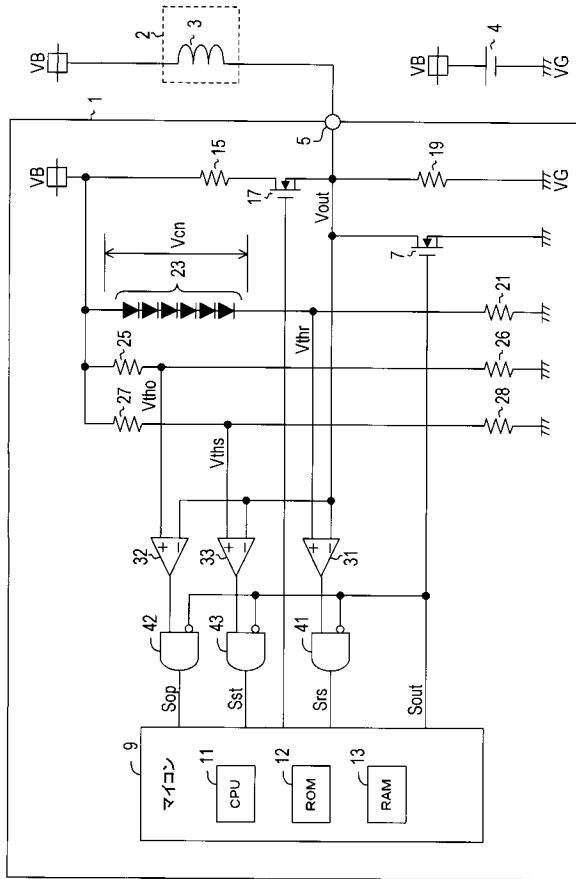 1
VB
2
3
VB
4
VG
5
VB
15
17
Vout
19
VG
7
Vcn
23
Vthr
21
25
Vtho
26
27
Vths
28
32
33
31
42
43
41
Sop
Sst
Srs
Sout
9
マイコン
11
CPU
12
ROM
13
RAM